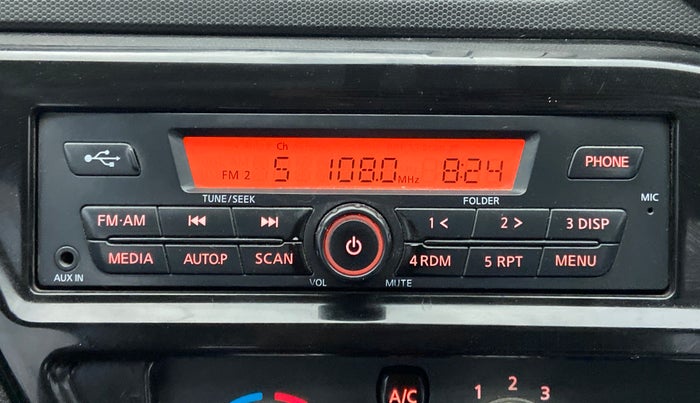 Ch
FM 2 5 108.0 MHz 8:24
PHONE
TUNE/SEEK FOLDER
MIC
FM·AM 1 < 2 > 3 DISP
MEDIA AUTO.P SCAN 4 RDM 5 RPT MENU
AUX IN VOL MUTE
A/C 1 2 3